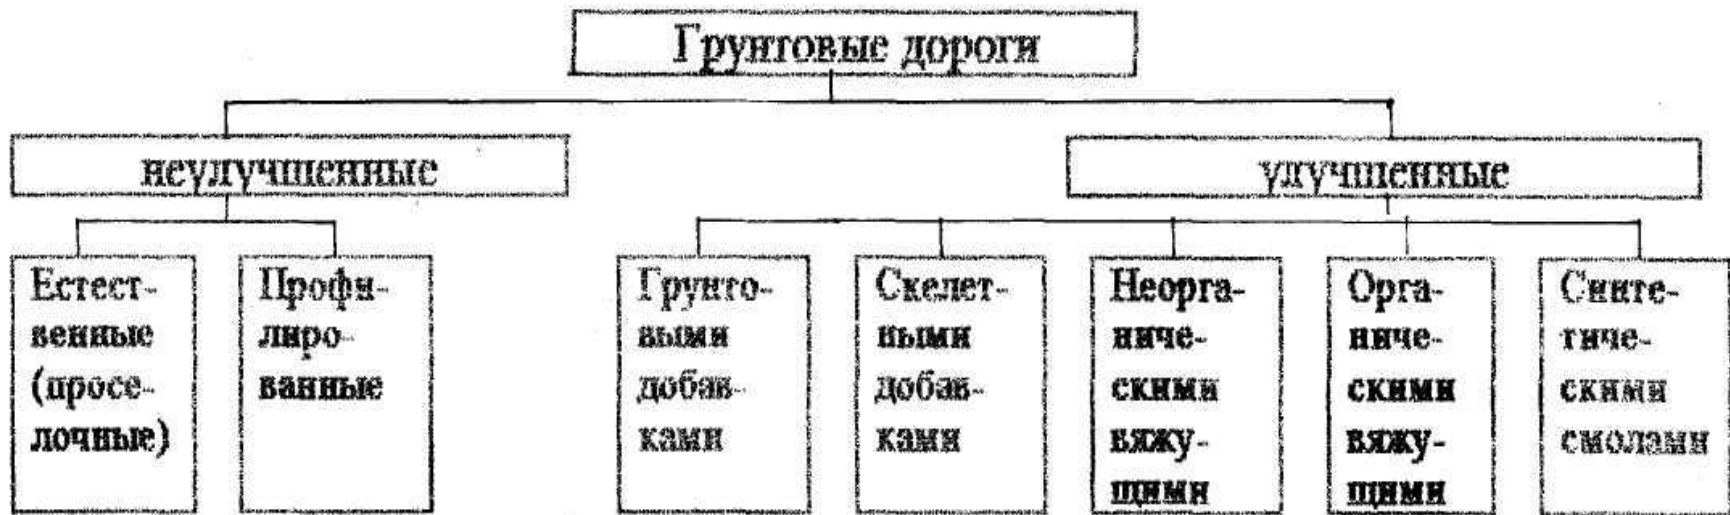 Грунтовые дороги
неулучшенные
улучшенные
Естест-
венные
(просе-
лочные)
Профи-
лиро-
ванные
Грунто-
выми
добав-
ками
Скелет-
ными
добав-
ками
Неорга-
ниче-
скими
вяжу-
щими
Орга-
ниче-
скими
вяжу-
щими
Синте-
тиче-
скими
смолами